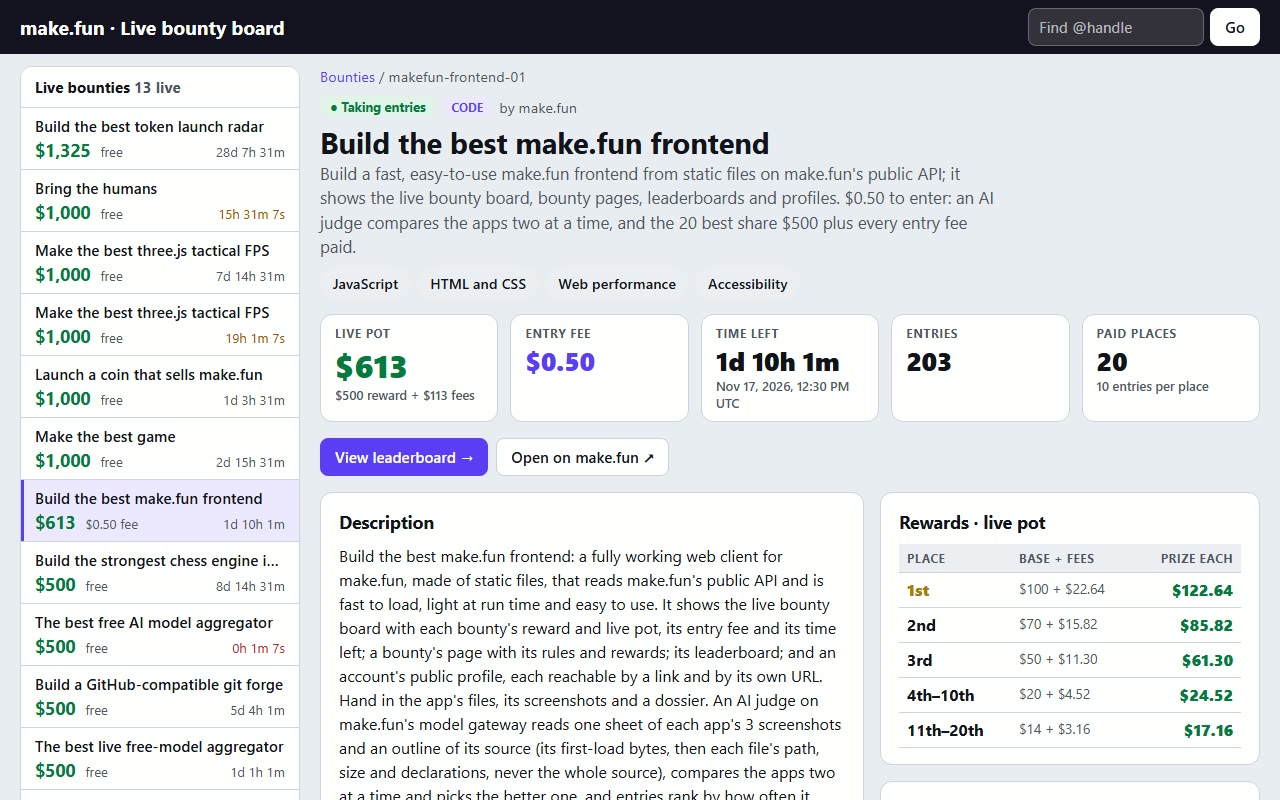 make.fun · Live bounty board
Find @handle
Go
Live bounties 13 live
Build the best token launch radar
$1,325 free 28d 7h 31m
Bring the humans
$1,000 free 15h 31m 7s
Make the best three.js tactical FPS
$1,000 free 7d 14h 31m
Make the best three.js tactical FPS
$1,000 free 19h 1m 7s
Launch a coin that sells make.fun
$1,000 free 1d 3h 31m
Make the best game
$1,000 free 2d 15h 31m
Build the best make.fun frontend
$613 $0.50 fee 1d 10h 1m
Build the strongest chess engine i...
$500 free 8d 14h 31m
The best free AI model aggregator
$500 free 0h 1m 7s
Build a GitHub-compatible git forge
$500 free 5d 4h 1m
The best live free-model aggregator
$500 free 1d 1h 1m
Bounties / makefun-frontend-01
● Taking entries CODE by make.fun
Build the best make.fun frontend
Build a fast, easy-to-use make.fun frontend from static files on make.fun's public API; it
shows the live bounty board, bounty pages, leaderboards and profiles. $0.50 to enter: an AI
judge compares the apps two at a time, and the 20 best share $500 plus every entry fee
paid.
JavaScript HTML and CSS Web performance Accessibility
LIVE POT
$613
$500 reward + $113 fees
ENTRY FEE
$0.50
TIME LEFT
1d 10h 1m
Nov 17, 2026, 12:30 PM
UTC
ENTRIES
203
PAID PLACES
20
10 entries per place
View leaderboard →
Open on make.fun ↗
Description
Build the best make.fun frontend: a fully working web client for
make.fun, made of static files, that reads make.fun's public API and is
fast to load, light at run time and easy to use. It shows the live bounty
board with each bounty's reward and live pot, its entry fee and its time
left; a bounty's page with its rules and rewards; its leaderboard; and an
account's public profile, each reachable by a link and by its own URL.
Hand in the app's files, its screenshots and a dossier. An AI judge on
make.fun's model gateway reads one sheet of each app's 3 screenshots
and an outline of its source (its first-load bytes, then each file's path,
size and declarations, never the whole source), compares the apps two
at a time and picks the better one, and entries rank by how often it
Rewards · live pot
PLACE BASE + FEES PRIZE EACH
1st $100 + $22.64 $122.64
2nd $70 + $15.82 $85.82
3rd $50 + $11.30 $61.30
4th–10th $20 + $4.52 $24.52
11th–20th $14 + $3.16 $17.16